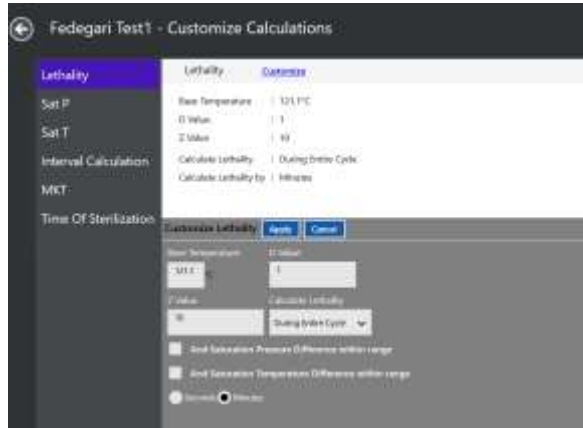 Fedegari Test1 - Customize Calculations
Lethality
Sat P
Sat T
Interval Calculation
MKT
Time Of Sterilization
Lethality Customize
Base Temperature : 121.1°C
D Value : 1
Z Value : 10
Calculate Lethality : During Entire Cycle
Calculate Lethality by : Minutes
Customize Lethality Apply Cancel
Base Temperature D Value
121.1 °C 1
Z Value Calculate Lethality
10 During Entire Cycle
And Saturation Pressure Difference within range
And Saturation Temperature Difference within range
Seconds Minutes